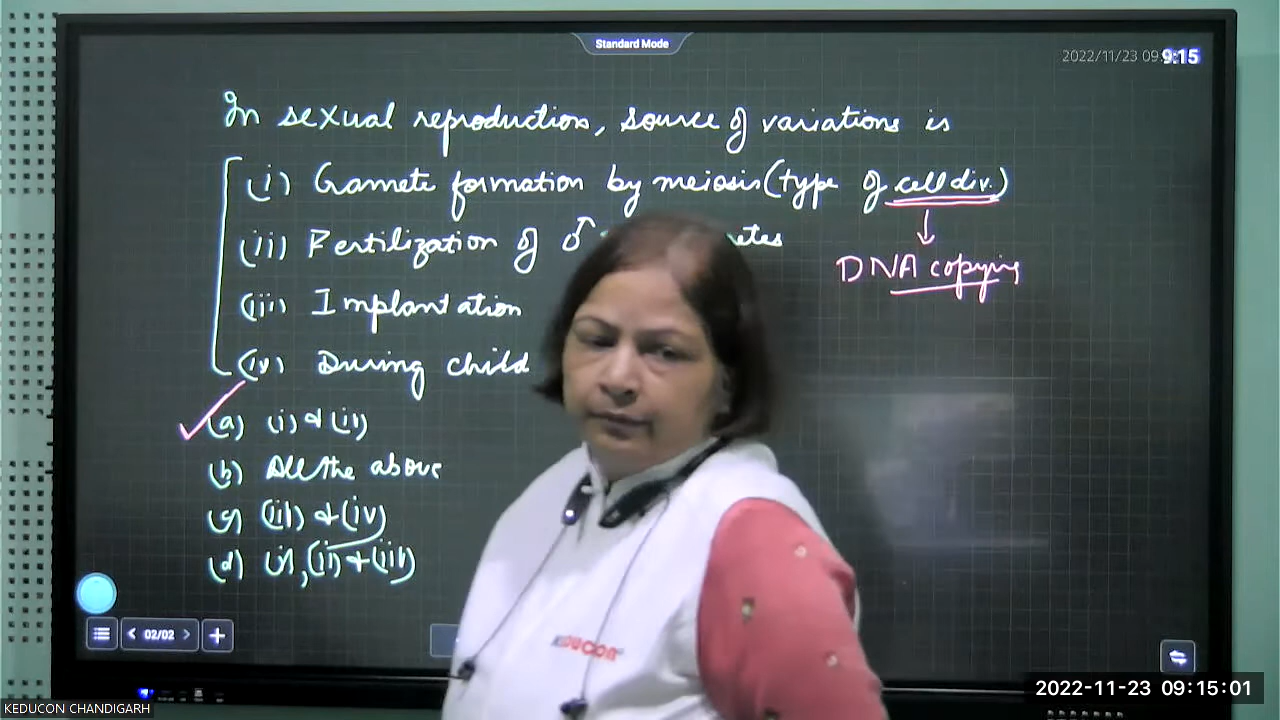 Standard Mode
2022/11/23 09: 9:15
In sexual reproduction, source of variations is
(i) Gamete formation by meiosis (type of cell div.)
(ii) Fertilization of ♂
DNA copying
(iii) Implantation
(iv) During child
(a) (i) & (ii)
(b) All the above
(c) (iii) & (iv)
(d) (i), (ii) & (iii)
02/02
KEDUCON
KEDUCON CHANDIGARH
2022-11-23 09:15:01